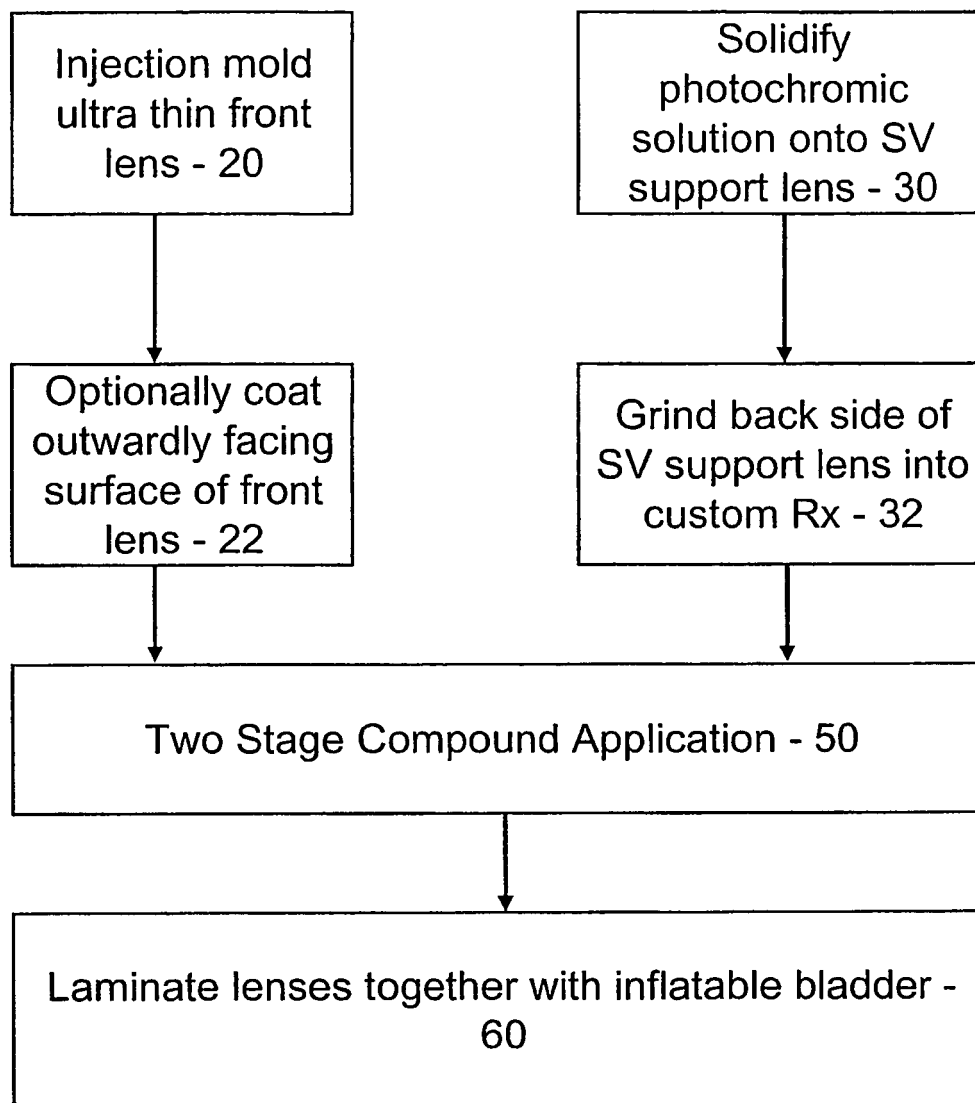 Injection mold
ultra thin front
lens - 20
Solidify
photochromic
solution onto SV
support lens - 30
Optionally coat
outwardly facing
surface of front
lens - 22
Grind back side of
SV support lens into
custom Rx - 32
Two Stage Compound Application - 50
Laminate lenses together with inflatable bladder -
60